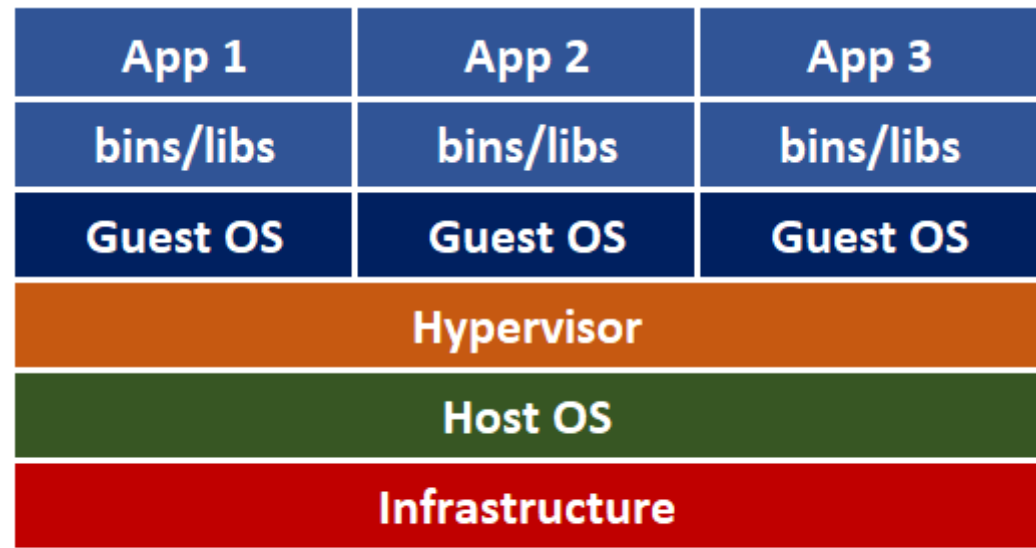 App 1 App 2 App 3
bins/libs bins/libs bins/libs
Guest OS Guest OS Guest OS
Hypervisor
Host OS
Infrastructure